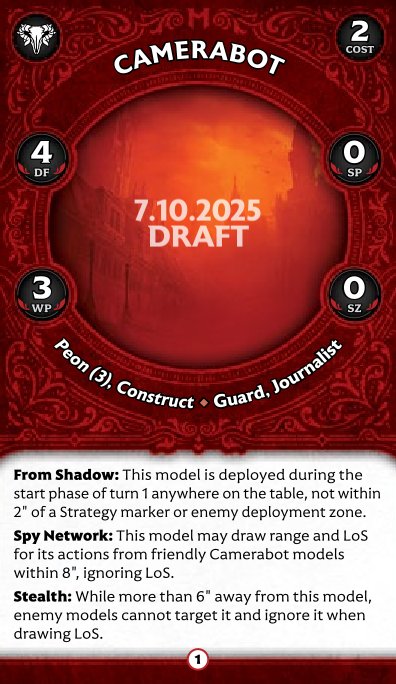 CAMERABOT
2
COST
4
DF
0
SP
7.10.2025
DRAFT
3
WP
0
SZ
Peon (3), Construct ◆ Guard, Journalist
From Shadow: This model is deployed during the
start phase of turn 1 anywhere on the table, not within
2" of a Strategy marker or enemy deployment zone.
Spy Network: This model may draw range and LoS
for its actions from friendly Camerabot models
within 8", ignoring LoS.
Stealth: While more than 6" away from this model,
enemy models cannot target it and ignore it when
drawing LoS.
1